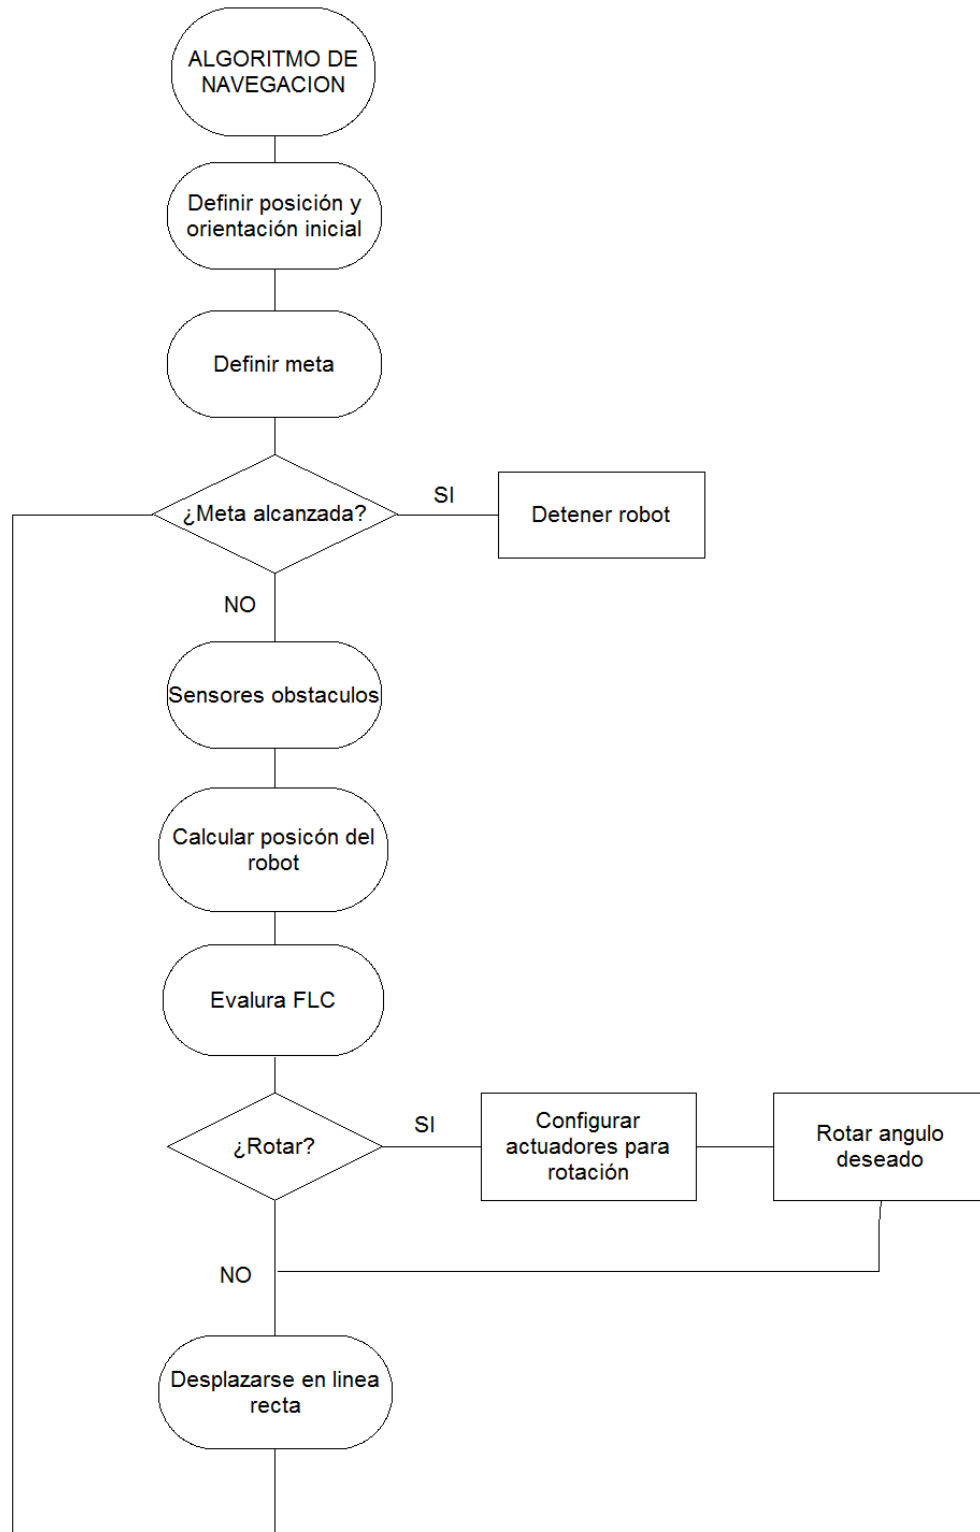 ALGORITMO DE
NAVEGACION
Definir posición y
orientación inicial
Definir meta
¿Meta alcanzada?
SI
Detener robot
NO
Sensores obstaculos
Calcular posicón del
robot
Evalura FLC
¿Rotar?
SI
Configurar
actuadores para
rotación
Rotar angulo
deseado
NO
Desplazarse en linea
recta